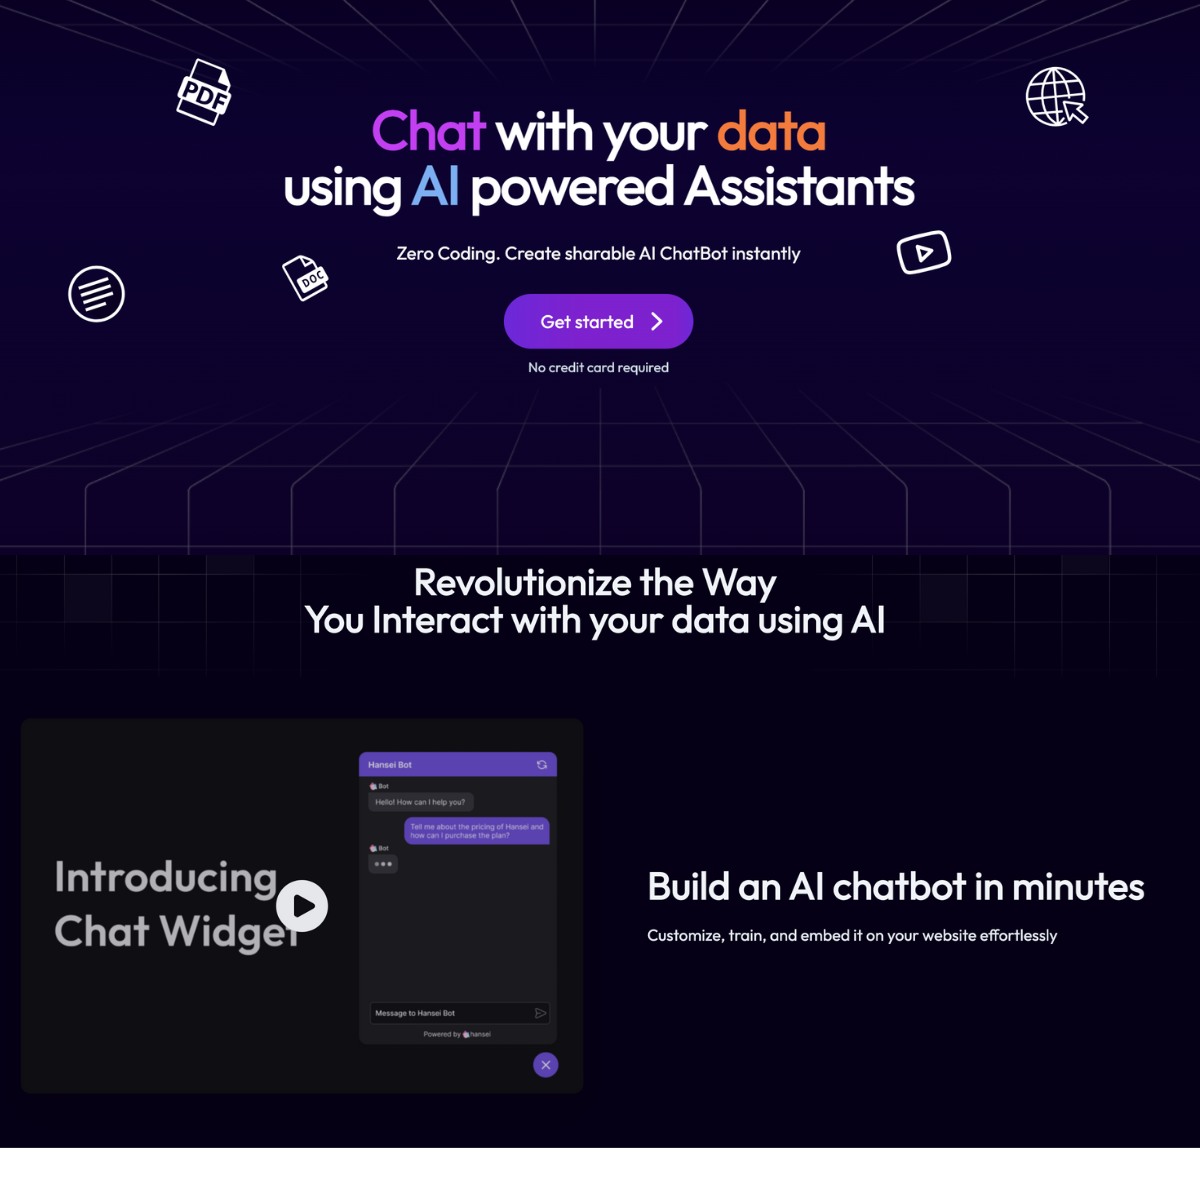 PDF
Chat with your data
using AI powered Assistants
Zero Coding. Create sharable AI ChatBot instantly
DOC
Get started
No credit card required
Revolutionize the Way
You Interact with your data using AI
Introducing
Chat Widget
Hansei Bot
Bot
Hello! How can I help you?
Tell me about the pricing of Hansei and
how can i purchase the plan?
Bot
Message to Hansei Bot
Powered by hansei
Build an AI chatbot in minutes
Customize, train, and embed it on your website effortlessly